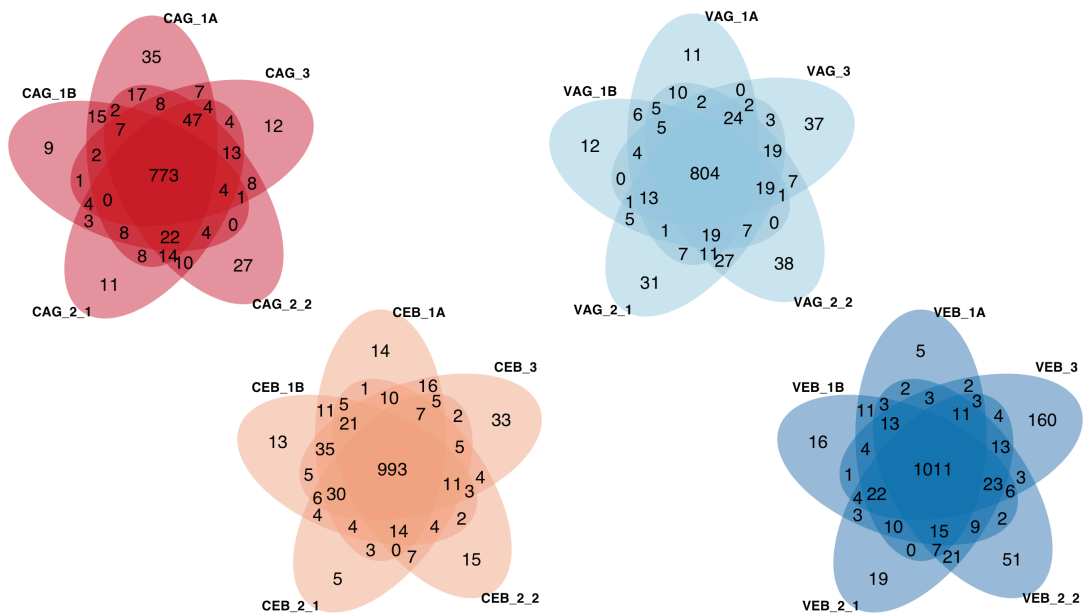 CAG_1A
35
CAG_3
CAG_1B
17 8 7 4
15 2 7 47 4 12
9 2 13
773
1 4 0 4 8 1
3 8 22 4 0
8 14 10 27
11
CAG_2_1
CAG_2_2
VAG_1A
11
VAG_3
VAG_1B
10 2 0 2
6 5 5 24 3 37
12 4 19
804
0 1 13 19 7 1
5 1 19 7 0
7 11 27 38
31
VAG_2_1
VAG_2_2
CEB_1A
14
CEB_3
CEB_1B
1 10 16 5
11 5 21 7 2 33
13 35 5
993
5 6 30 11 4 3
4 4 14 4 2
3 0 7 15
5
CEB_2_1
CEB_2_2
VEB_1A
5
VEB_3
VEB_1B
2 3 2 3
11 3 13 11 4 160
16 4 13
1011
1 4 22 23 3 6
3 10 15 9 2
0 7 21 51
19
VEB_2_1
VEB_2_2